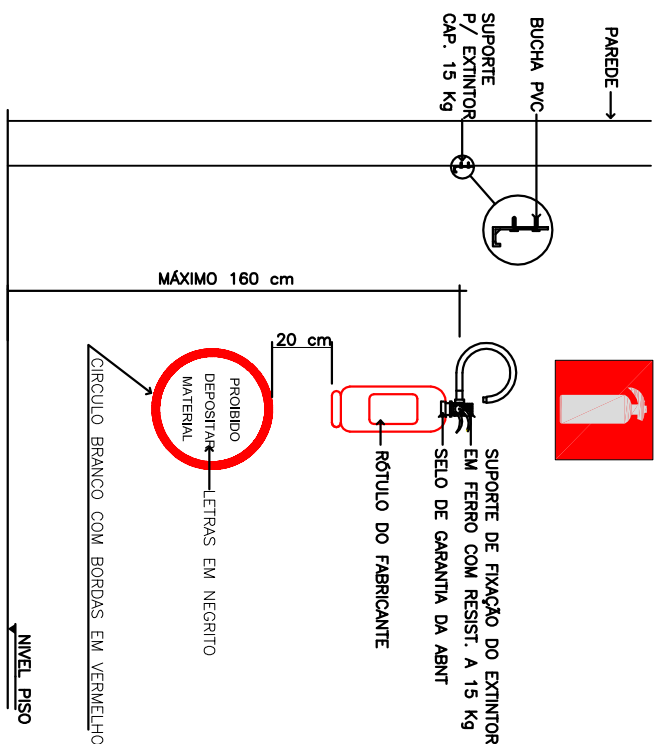 PAREDE
BUCHA PVC
SUPORTE
P/ EXTINTOR
CAP. 15 Kg
MÁXIMO 160 cm
20 cm
SUPORTE DE FIXAÇÃO DO EXTINTOR
EM FERRO COM RESIST. A 15 Kg
SELO DE GARANTIA DA ABNT
RÓTULO DO FABRICANTE
PROIBIDO
DEPOSITAR
MATERIAL
LETRAS EM NEGRITO
CIRCULO BRANCO COM BORDAS EM VERMELHO
NIVEL PISO